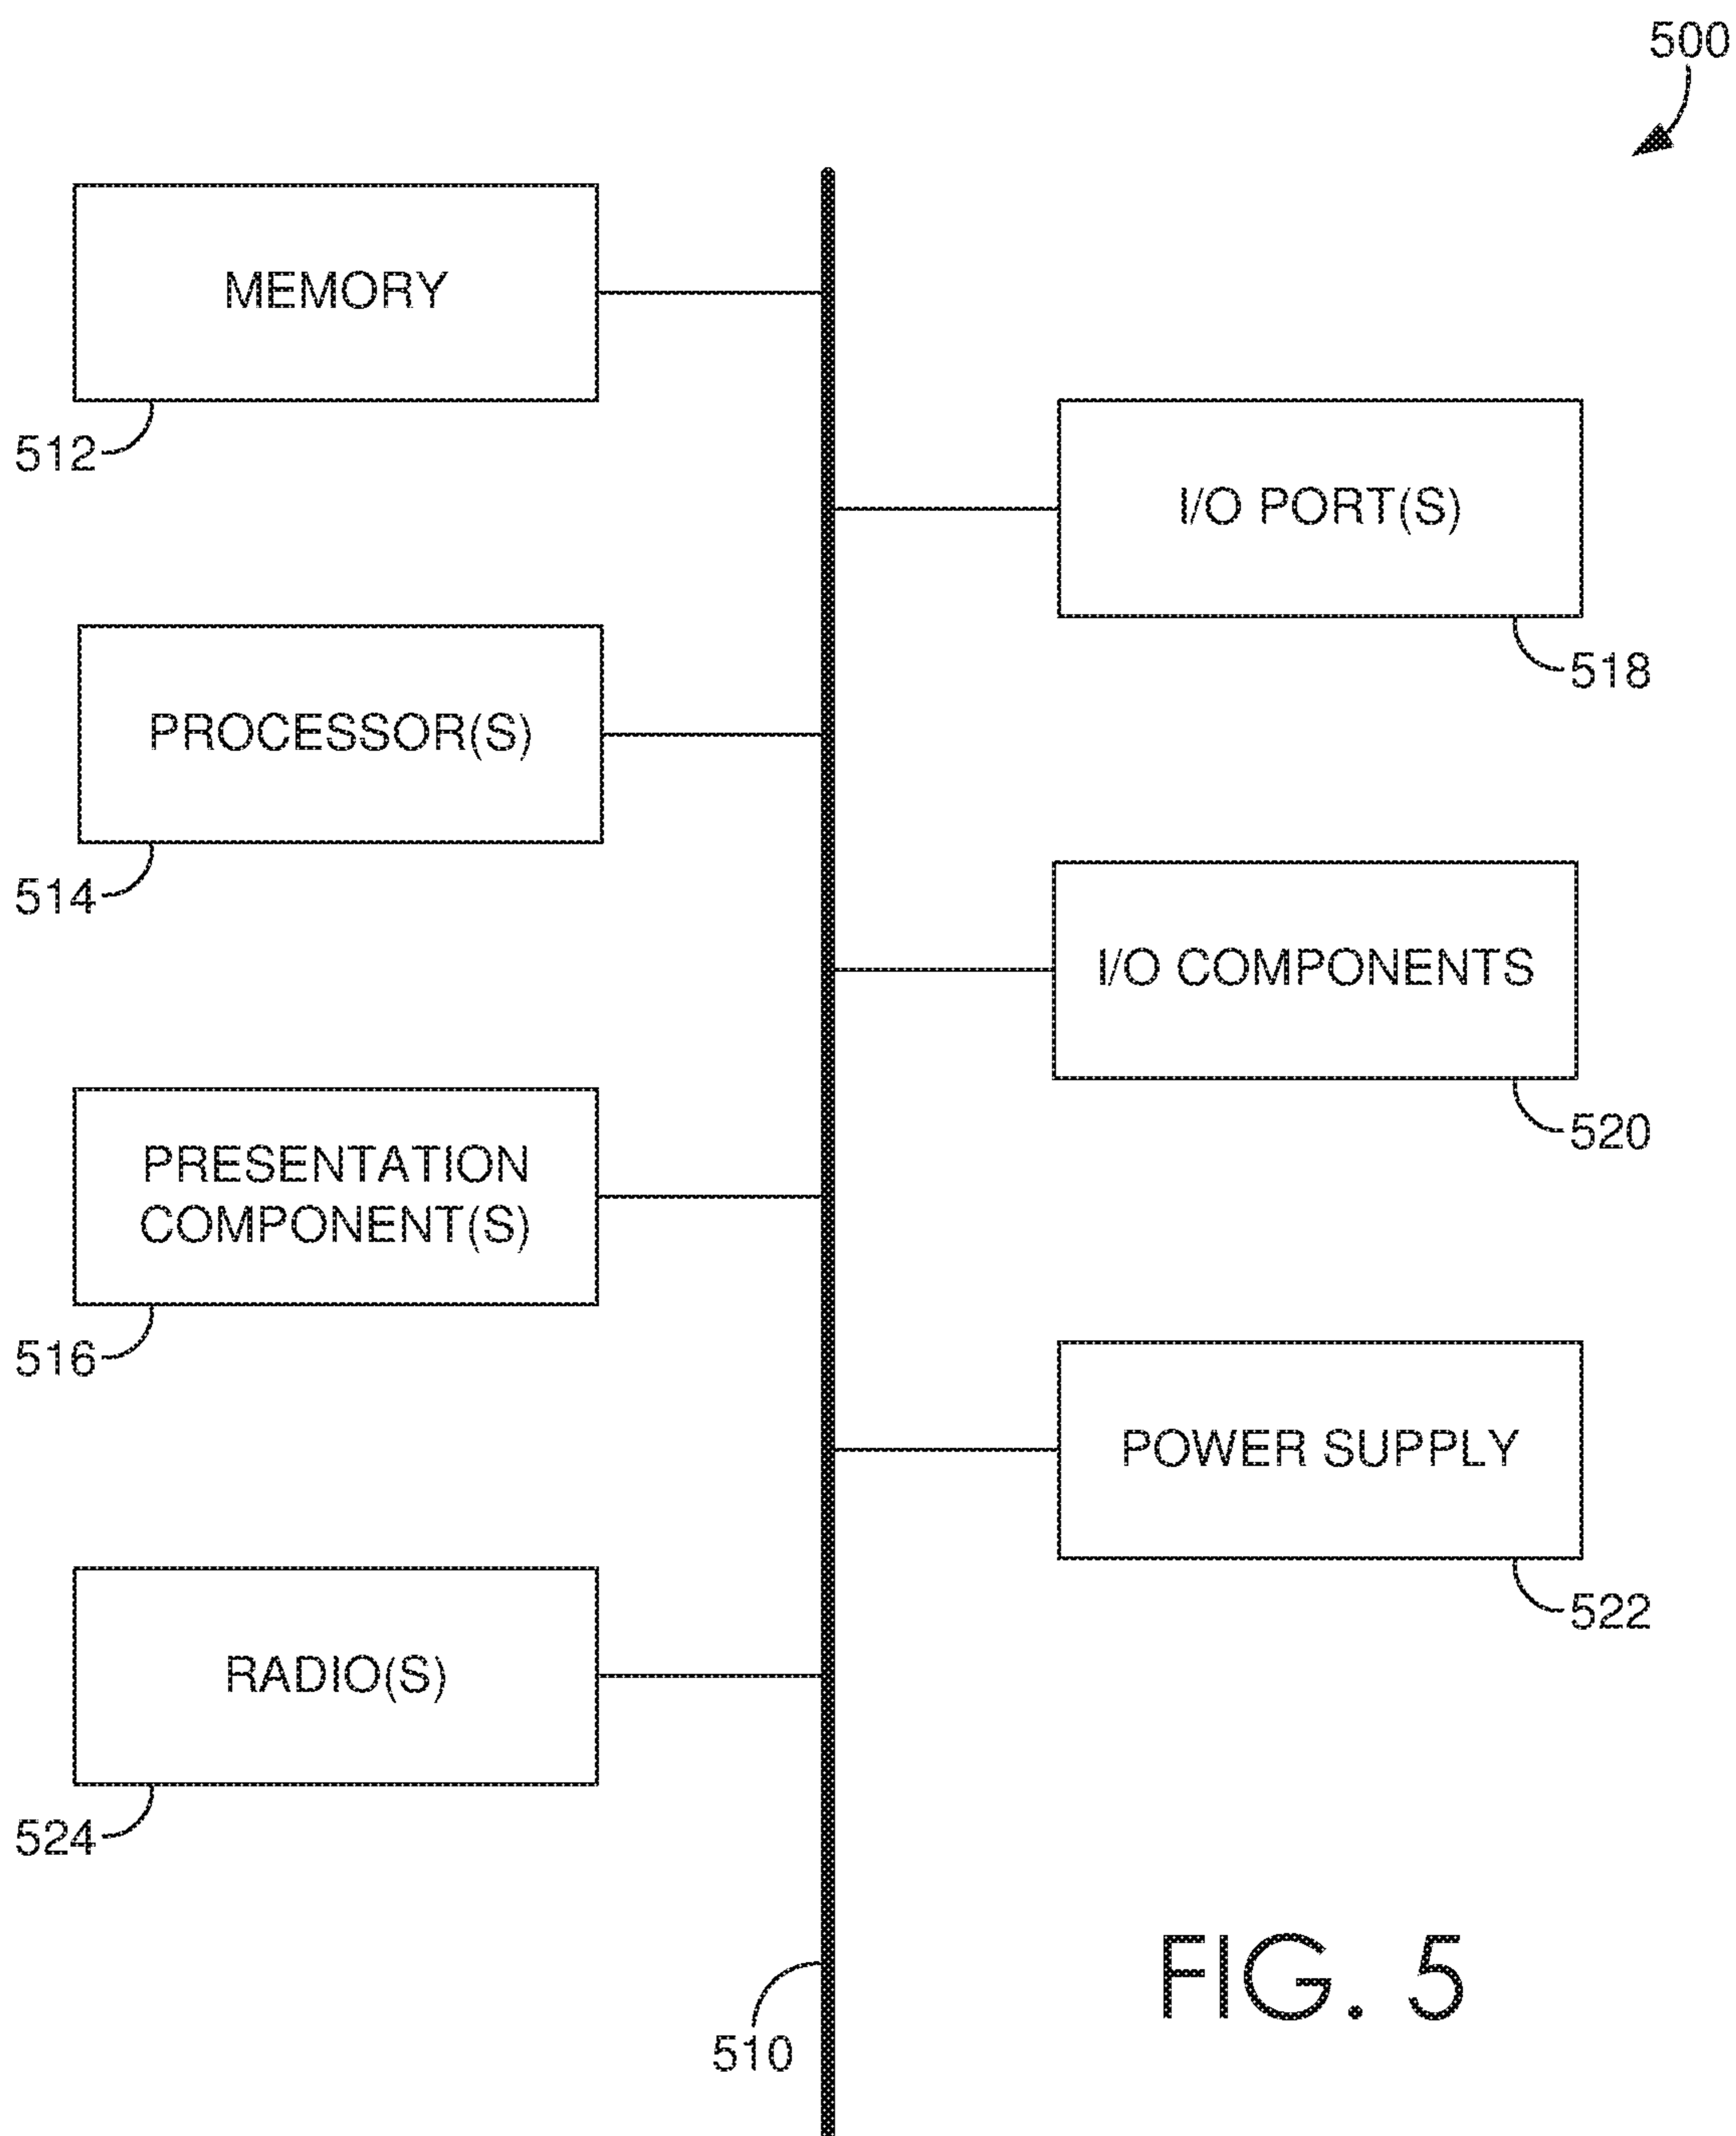 500
MEMORY
512
I/O PORT(S)
518
PROCESSOR(S)
514
I/O COMPONENTS
520
PRESENTATION
COMPONENT(S)
516
POWER SUPPLY
522
RADIO(S)
524
510
FIG. 5